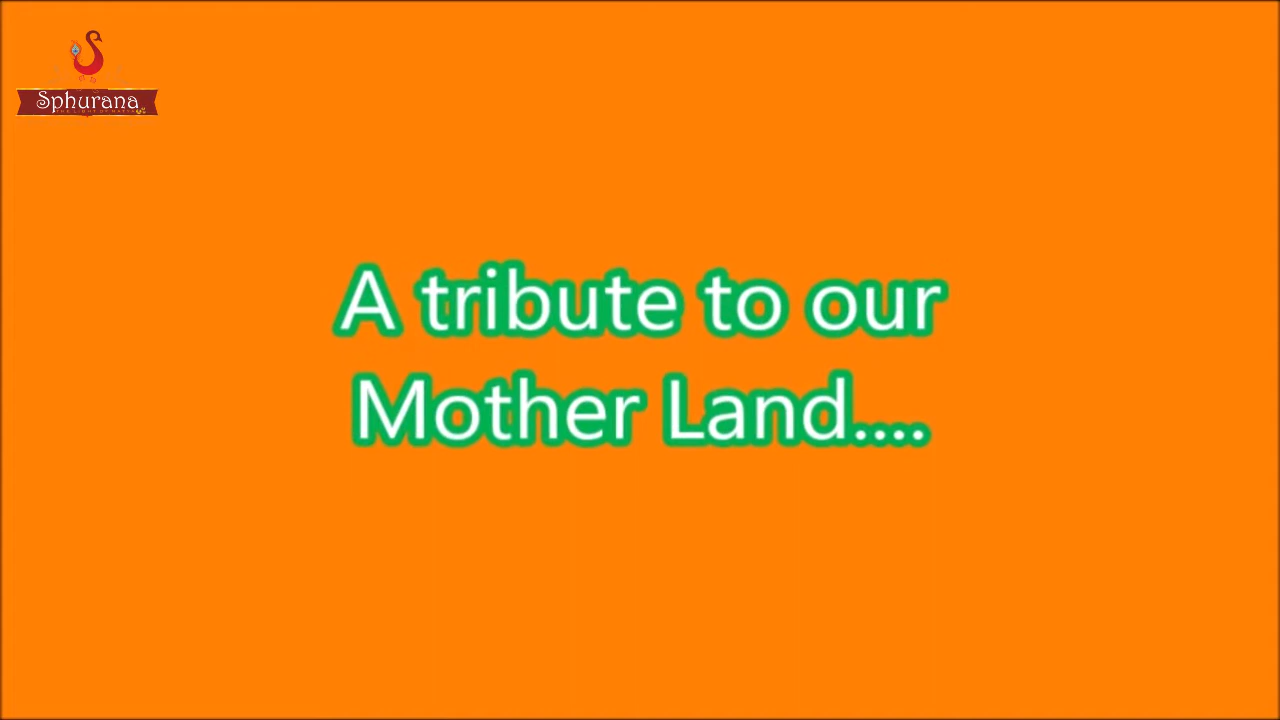 Sphurana
A tribute to our
Mother Land....